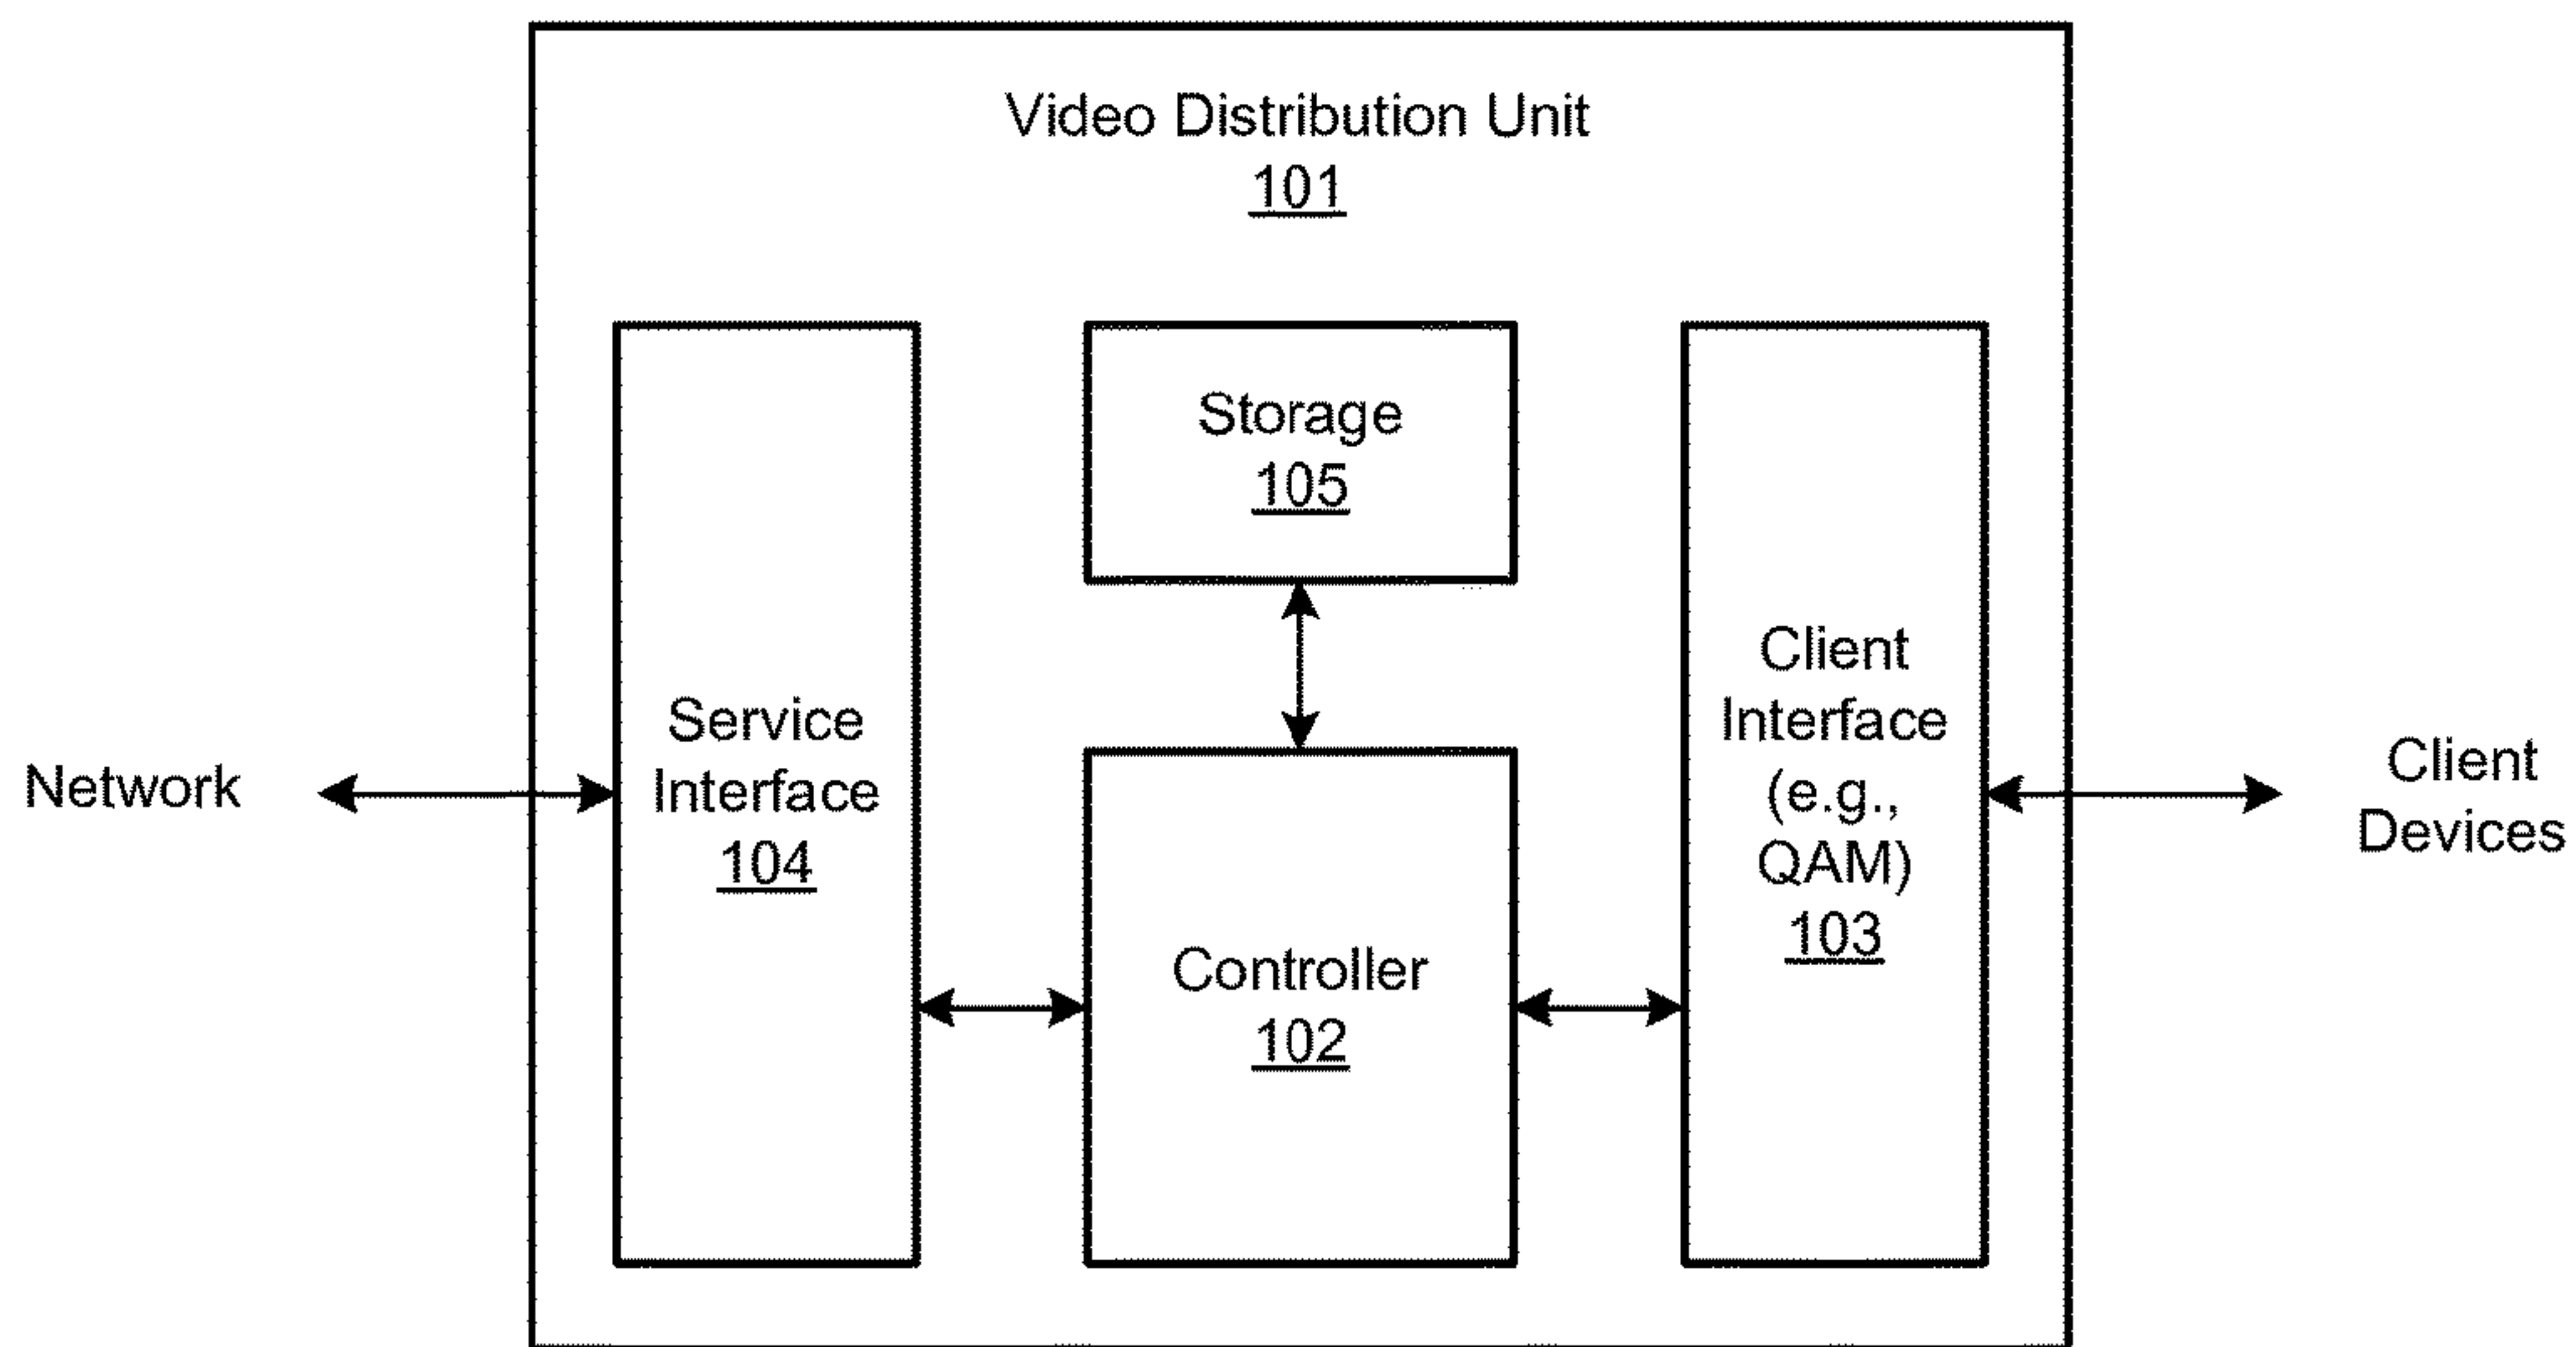 Video Distribution Unit
101
Storage
105
Service
Interface
104
Controller
102
Client
Interface
(e.g.,
QAM)
103
Network
Client
Devices